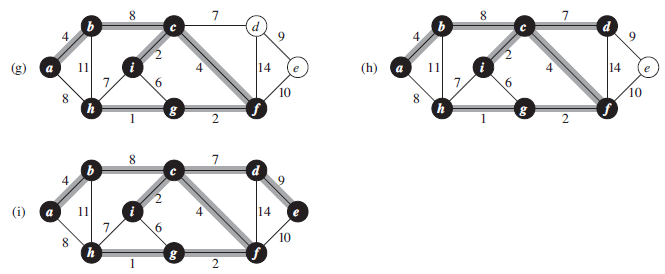 8 7 8 7
b c d b c d
4 9 4 9
2 2
(g) a 11 i 4 14 e (h) a 11 i 4 14 e
7 6 7 6
8 10 8 10
h g f h g f
1 2 1 2
8 7
b c d
4 9
2
(i) a 11 i 4 14 e
7 6
8 10
h g f
1 2